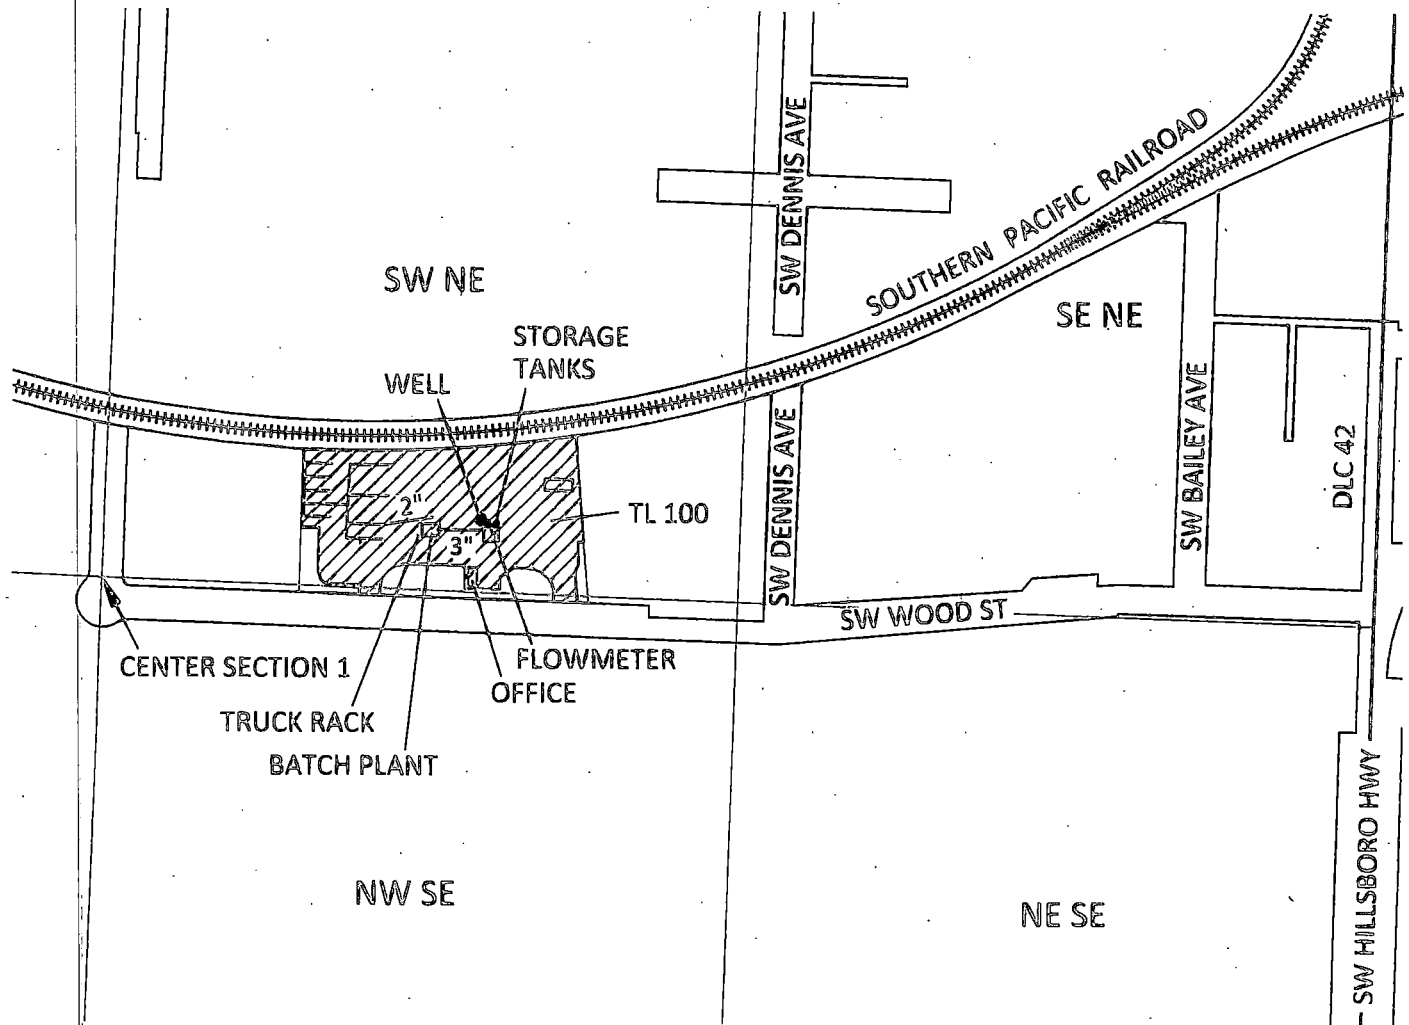 SW DENNIS AVE
SOUTHERN PACIFIC RAILROAD
SW NE
SE NE
STORAGE
TANKS
WELL
SW DENNIS AVE
SW BAILEY AVE
DLC 42
2"
TL 100
3"
SW WOOD ST
CENTER SECTION 1
FLOWMETER
OFFICE
TRUCK RACK
BATCH PLANT
SW HILLSBORO HWY
NW SE
NE SE